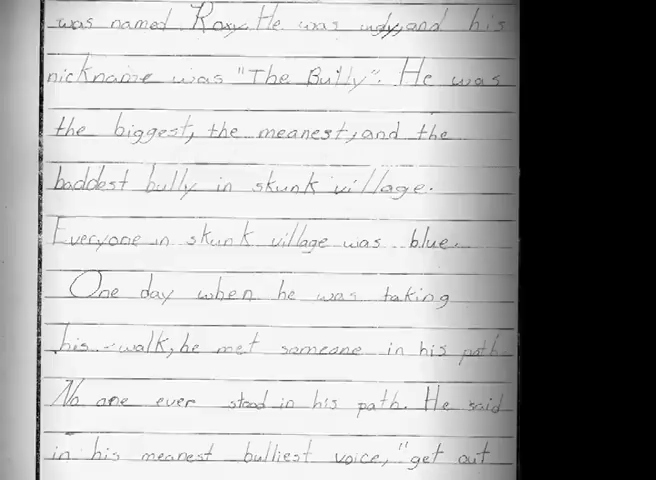 was named Roxy. He was ugly, and his
nickname was "The Bully". He was
the biggest, the meanest, and the
baddest bully in skunk village.
Everyone in skunk village was blue.
One day when he was taking
his walk, he met someone in his path.
No one ever stood in his path. He said
in his meanest bulliest voice, "get out